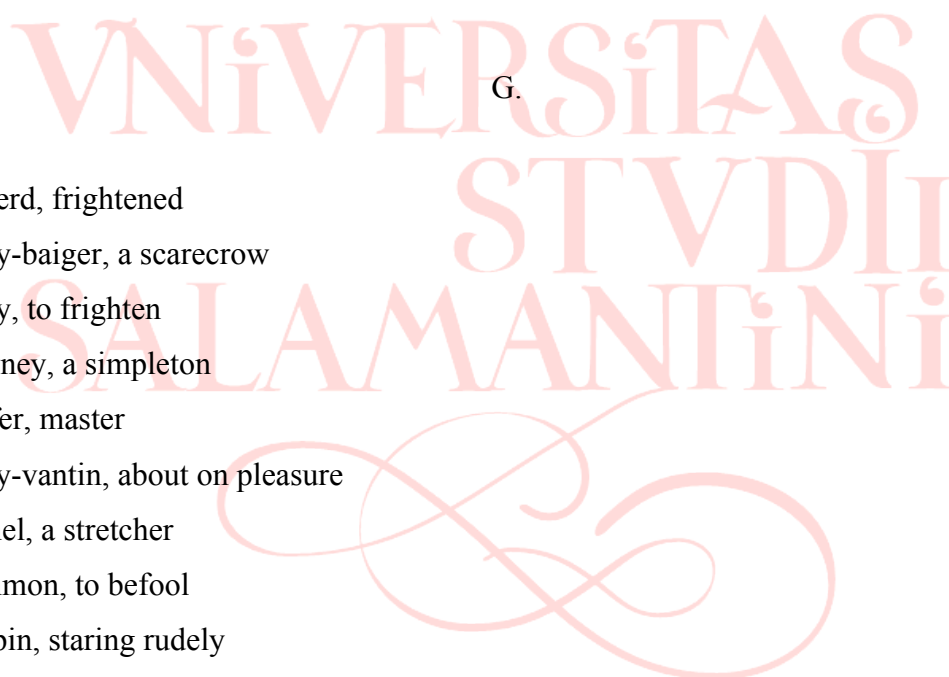 VNiVERSiTAS
G.
STVDII
erd, frightened
y-baiger, a scarecrow
SALAMANTiNi
y, to frighten
ney, a simpleton
fer, master
y-vantin, about on pleasure
el, a stretcher
mon, to befool
pin, staring rudely